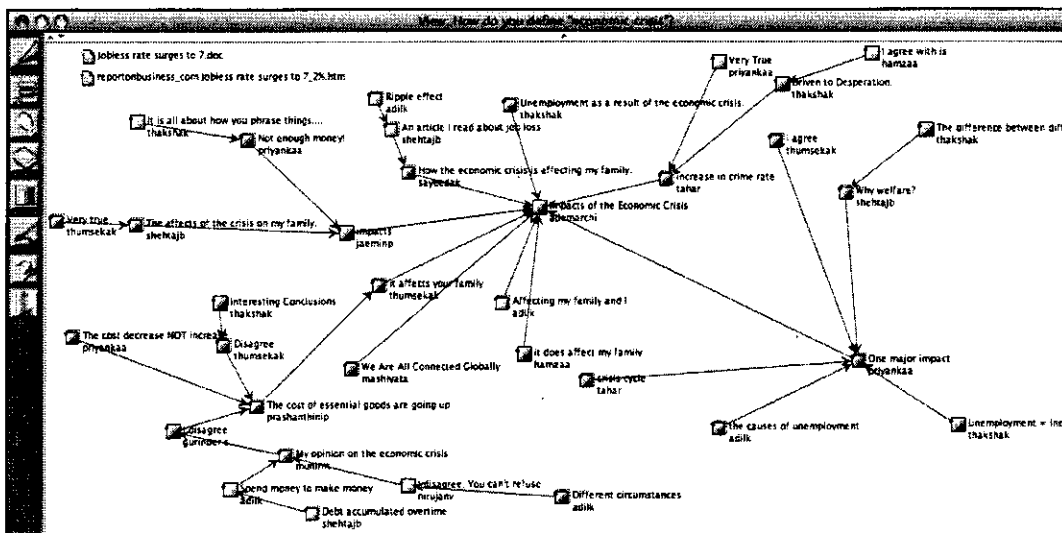 View: How do you define "economic crisis"?
Jobless rate surges to 7.doc
reportonbusiness_com Jobless rate surges to 7_2%.htm
Very True
priyankaa
I agree with is
hamzaa
Driven to Desperation.
thakshak
Ripple effect
adilk
Unemployment as a result of the economic crisis.
thakshak
It is all about how you phrase things....
thakshak
Not enough money!
priyankaa
An article I read about job loss
shehtajb
I agree
thumsekak
The difference between diff
thakshak
How the economic crisis is affecting my family.
sayeedak
Increase in crime rate
tahar
Why welfare?
shehtajb
Impacts of the Economic Crisis
ademarchi
Very true
thumsekak
The effects of the crisis on my family.
shehtajb
Impacts
jaeminp
It affects your family
thumsekak
Interesting Conclusions
thakshak
Affecting my family and I
adilk
The cost decrease NOT increa
priyankaa
Disagree
thumsekak
We Are All Connected Globally
mashiyata
it does affect my family
hamzaa
One major impact
priyankaa
crisis cycle
tahar
The cost of essential goods are going up
prashanthinip
the causes of unemployment
adilk
Unemployment = Ine
thakshak
I disagree
gurinders
My opinion on the economic crisis
Spend money to make money
adilk
I disagree, You can't refuse
nirujanv
Different circumstances
adilk
Debt accumulated overtime
shehtajb